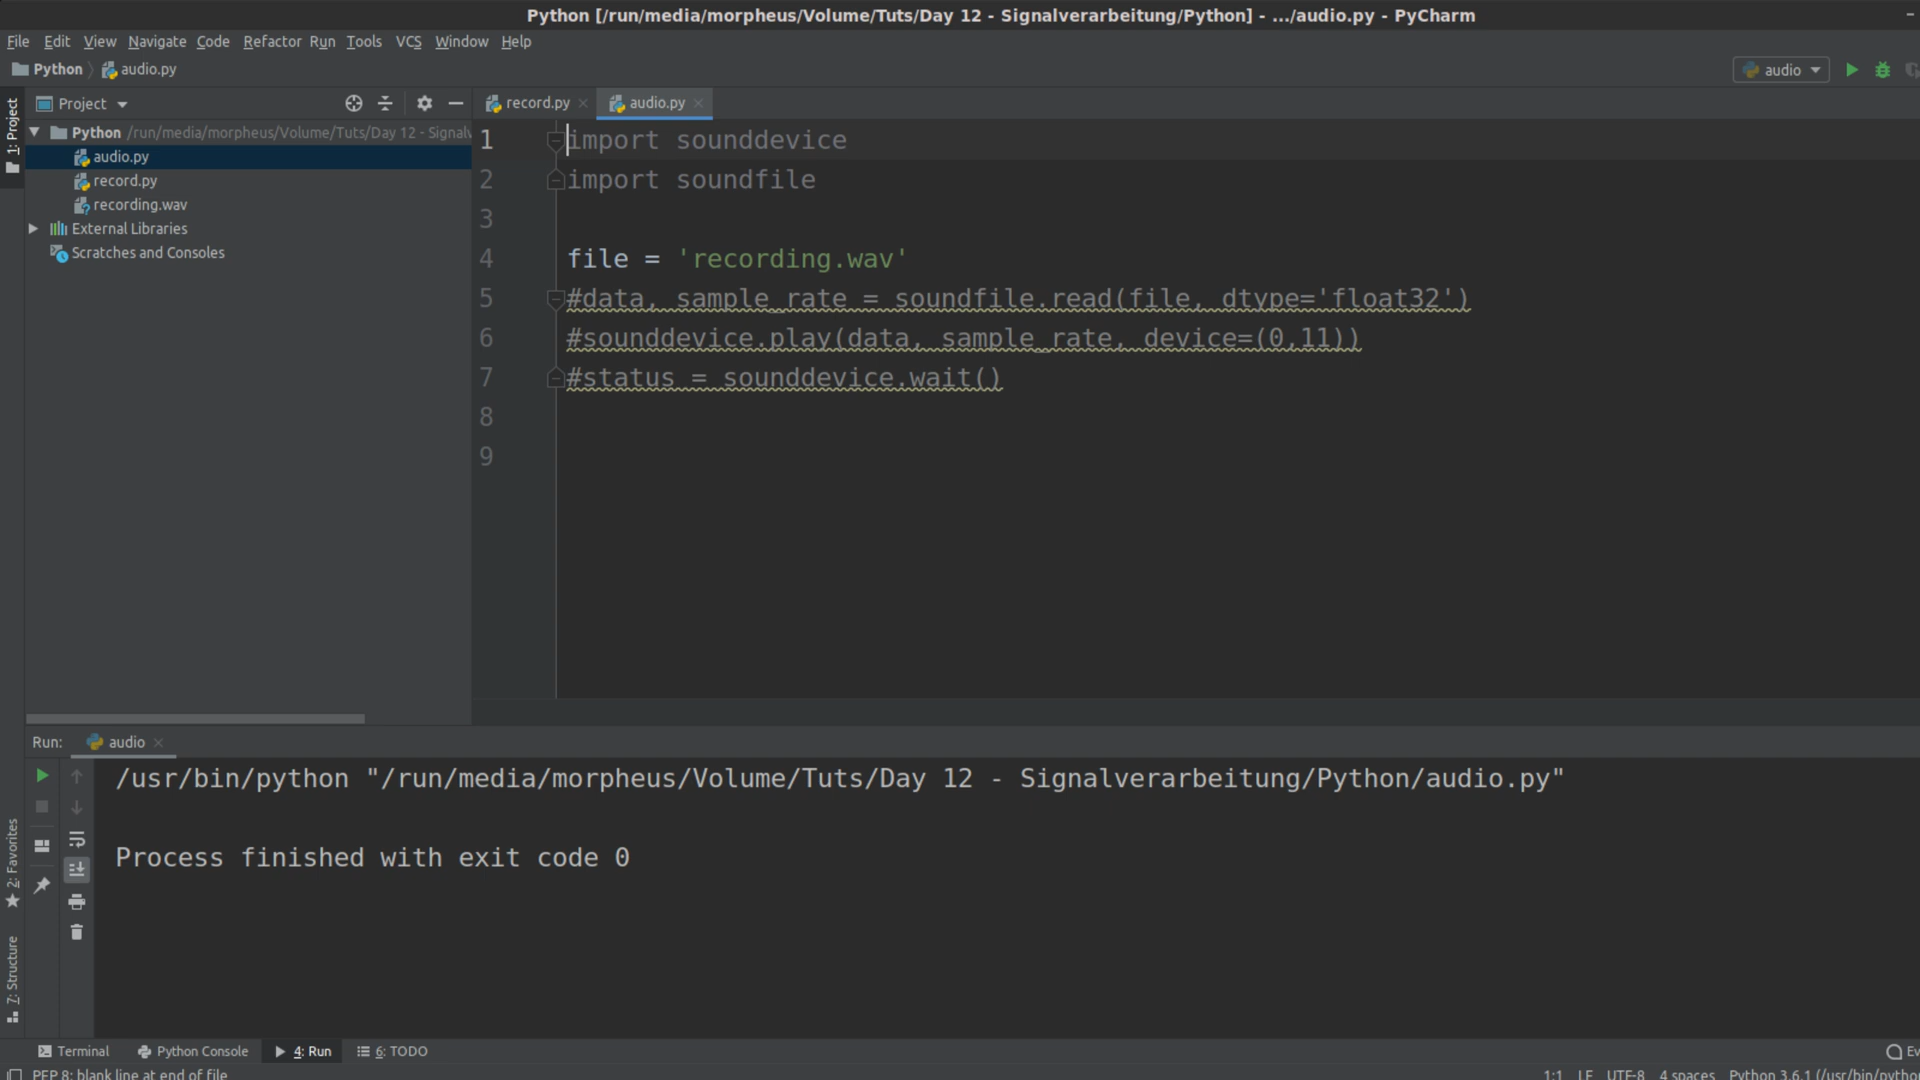 Python [/run/media/morpheus/Volume/Tuts/Day 12 - Signalverarbeitung/Python] - .../audio.py - PyCharm
File Edit View Navigate Code Refactor Run Tools VCS Window Help
Python audio.py
audio
Project
record.py audio.py
1: Project
Python /run/media/morpheus/Volume/Tuts/Day 12 - Signalv
audio.py
record.py
recording.wav
External Libraries
Scratches and Consoles
1 import sounddevice
2 import soundfile
3
4 file = 'recording.wav'
5 #data, sample_rate = soundfile.read(file, dtype='float32')
6 #sounddevice.play(data, sample_rate, device=(0,11))
7 #status = sounddevice.wait()
8
9
Run: audio
/usr/bin/python "/run/media/morpheus/Volume/Tuts/Day 12 - Signalverarbeitung/Python/audio.py"
Process finished with exit code 0
2: Favorites
7: Structure
Terminal Python Console 4: Run 6: TODO Ev
PEP 8: blank line at end of file 1:1 LF UTF-8 4 spaces Python 3.6.1 (/usr/bin/python